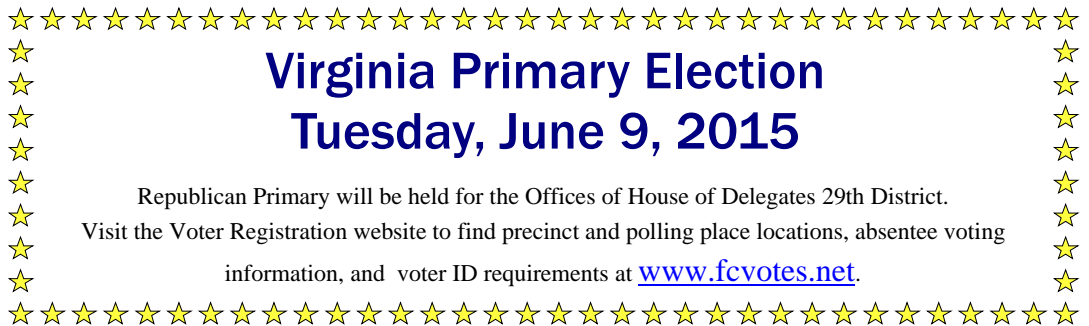 Virginia Primary Election
Tuesday, June 9, 2015
Republican Primary will be held for the Offices of House of Delegates 29th District.
Visit the Voter Registration website to find precinct and polling place locations, absentee voting
information, and  voter ID requirements at www.fcvotes.net.